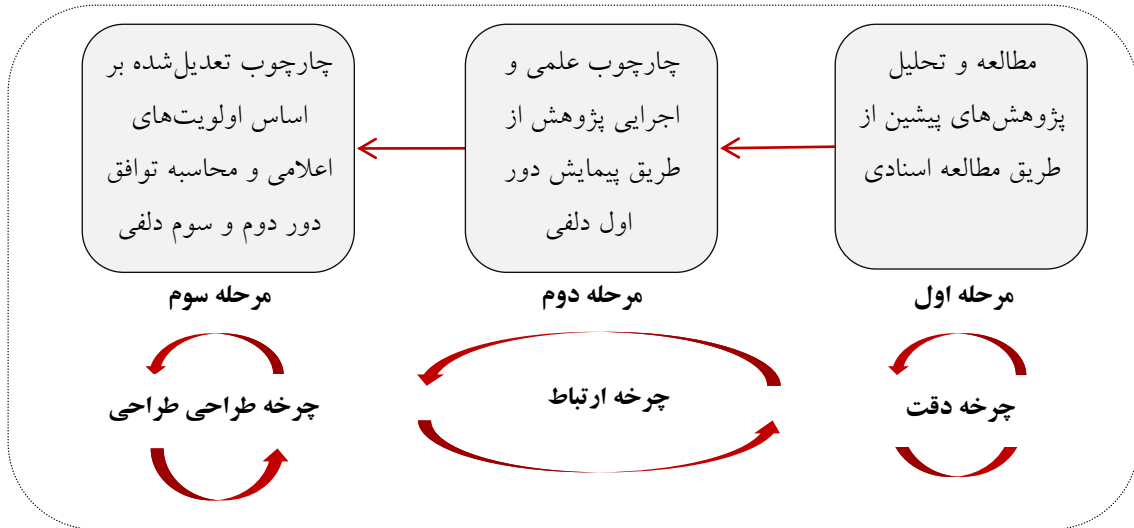 مطالعه و تحلیل
پژوهش‌های پیشین از
طریق مطالعه اسنادی
چارچوب علمی و
اجرایی پژوهش از
طریق پیمایش دور
اول دلفی
چارچوب تعدیل‌شده بر
اساس اولویت‌های
اعلامی و محاسبه توافق
دور دوم و سوم دلفی
مرحله اول
مرحله دوم
مرحله سوم
چرخه دقت
چرخه ارتباط
چرخه طراحی طراحی